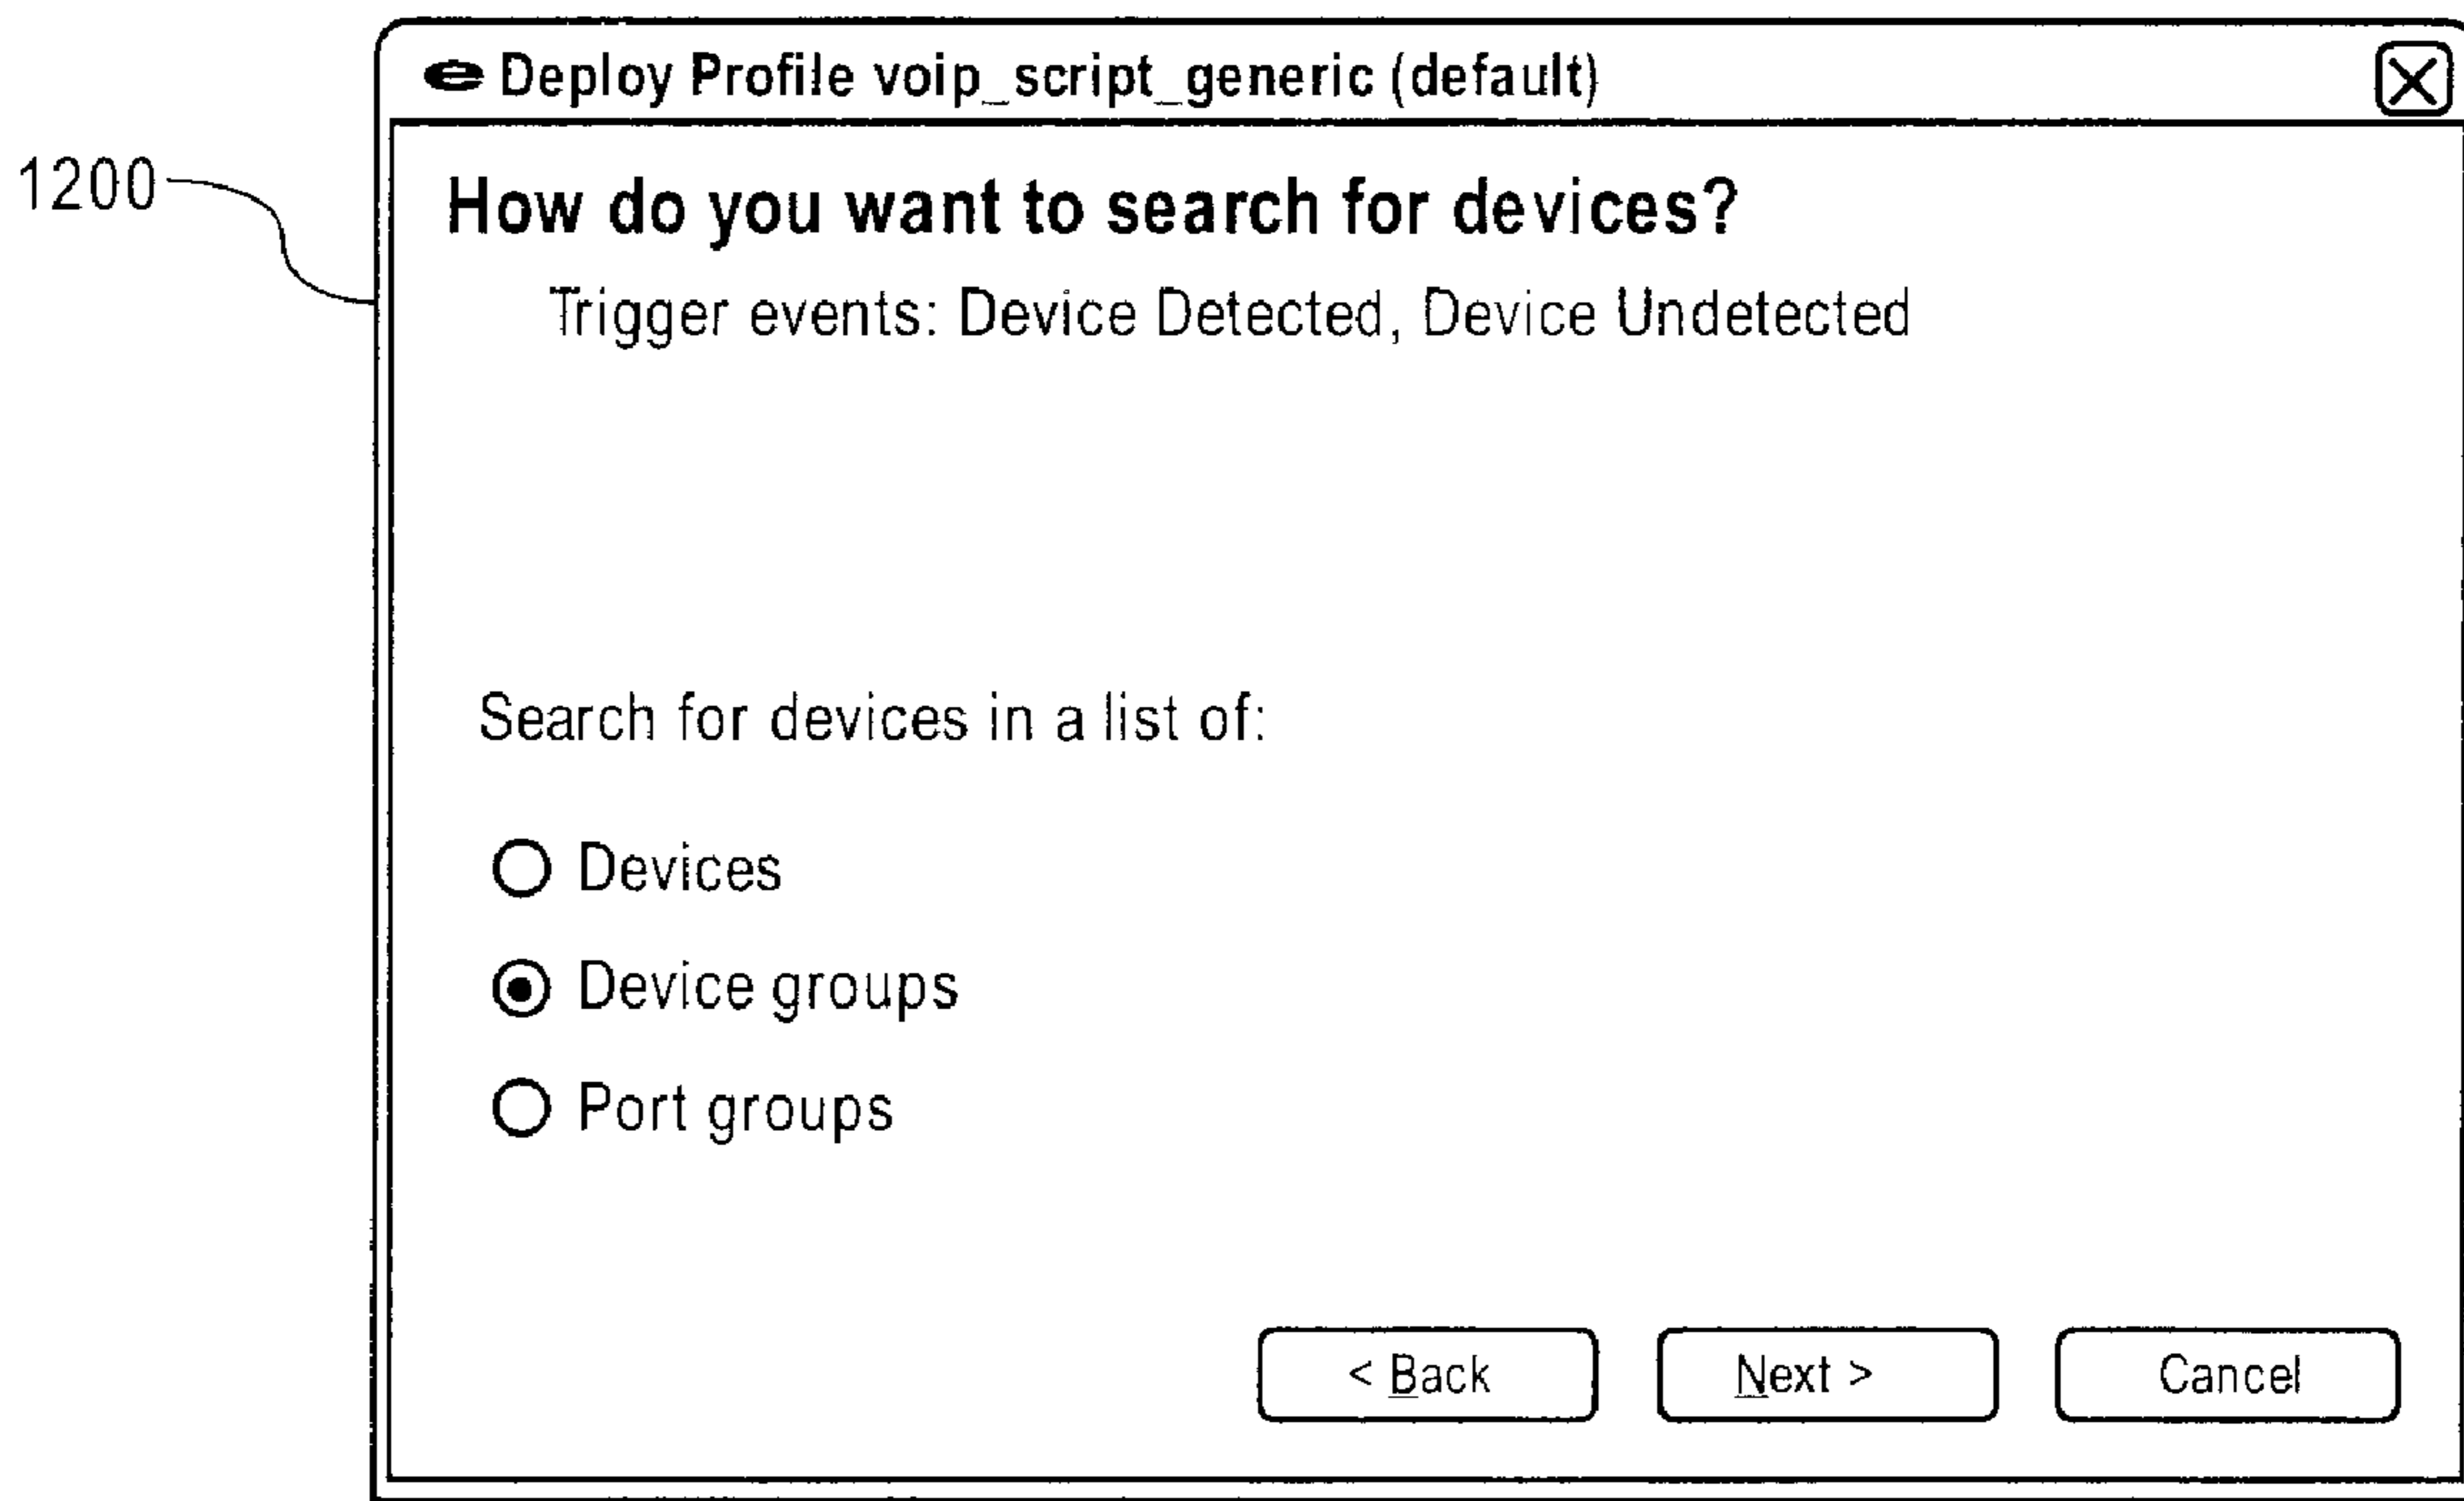 Deploy Profile voip_script_generic (default)
1200
How do you want to search for devices?
Trigger events: Device Detected, Device Undetected
Search for devices in a list of:
Devices
Device groups
Port groups
< Back
Next >
Cancel